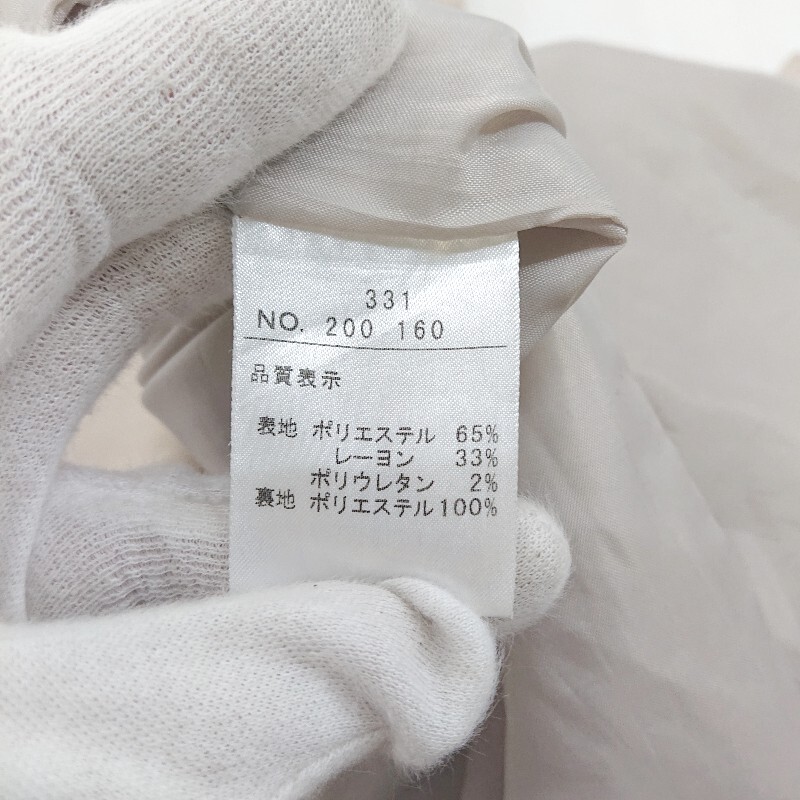 331
NO. 200 160
品質表示
表地 ポリエステル 65%
レーヨン 33%
ポリウレタン 2%
裏地 ポリエステル100%